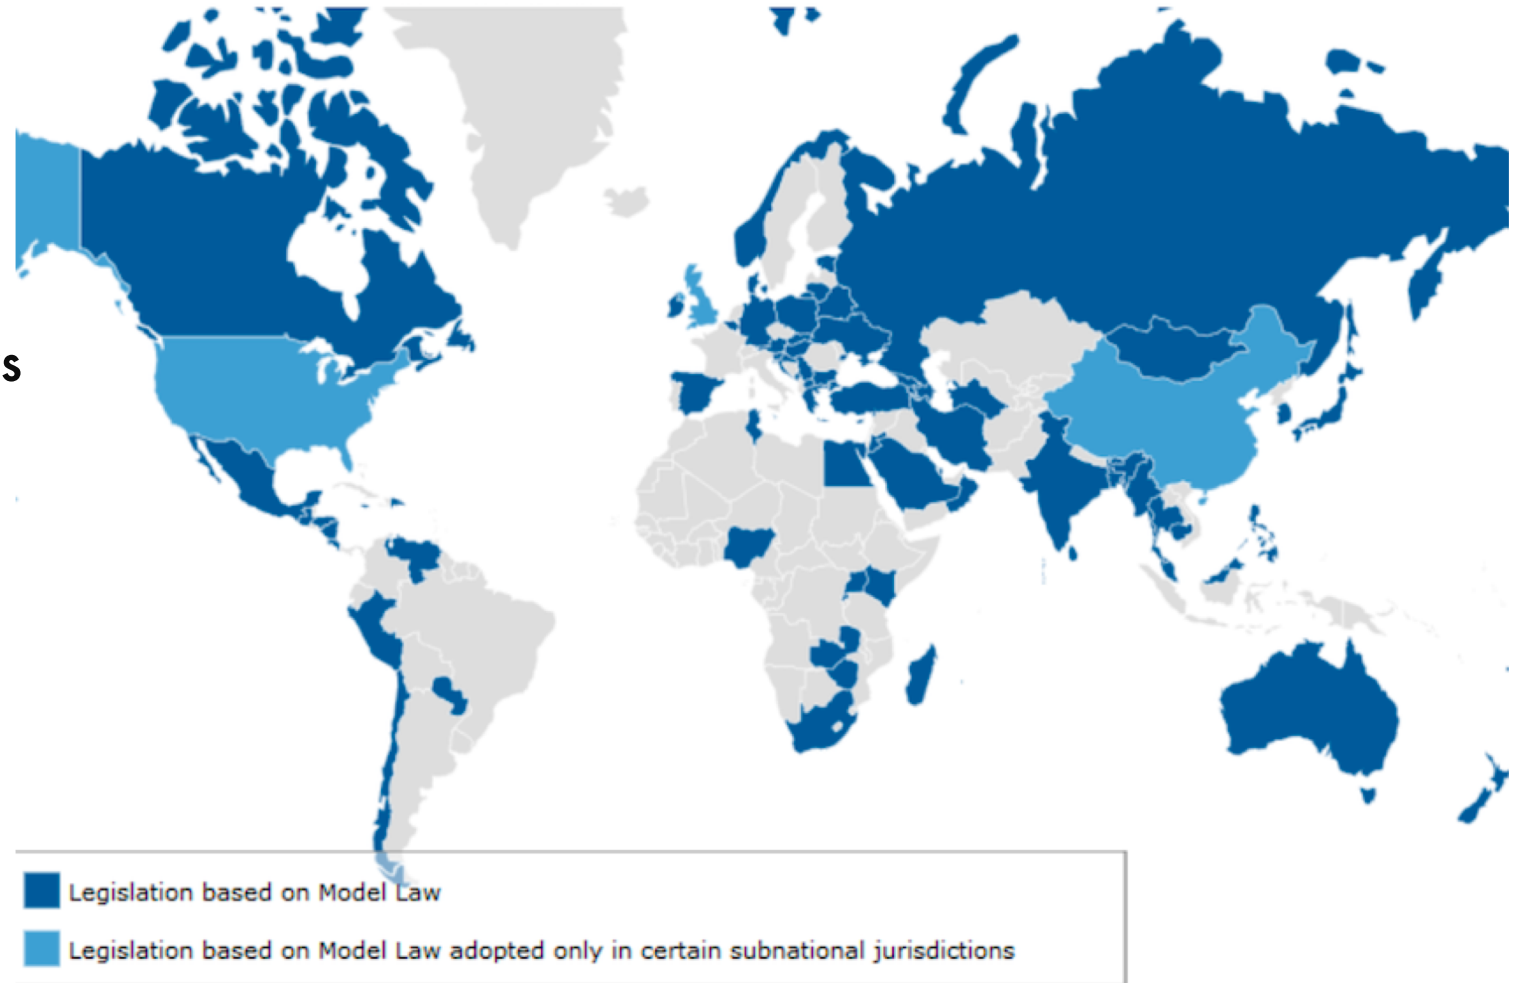 s
Legislation based on Model Law
Legislation based on Model Law adopted only in certain subnational jurisdictions